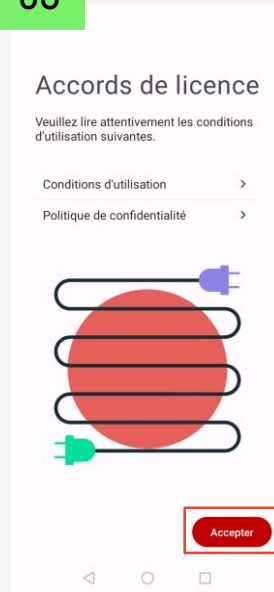 Accords de licence
Veuillez lire attentivement les conditions
d'utilisation suivantes.
Conditions d'utilisation
Politique de confidentialité
Accepter